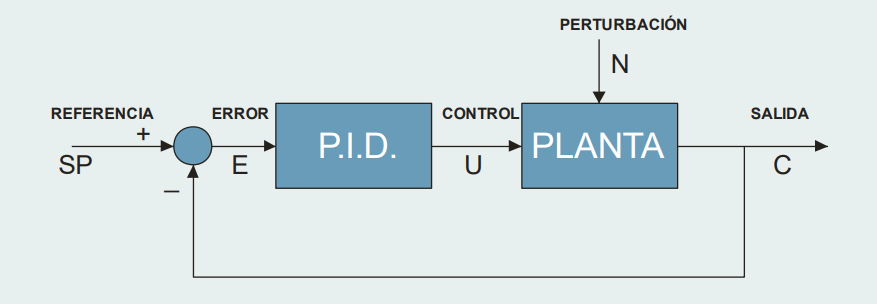 PERTURBACIÓN
N
REFERENCIA
ERROR
CONTROL
SALIDA
+
P.I.D.
PLANTA
SP
E
U
C
–